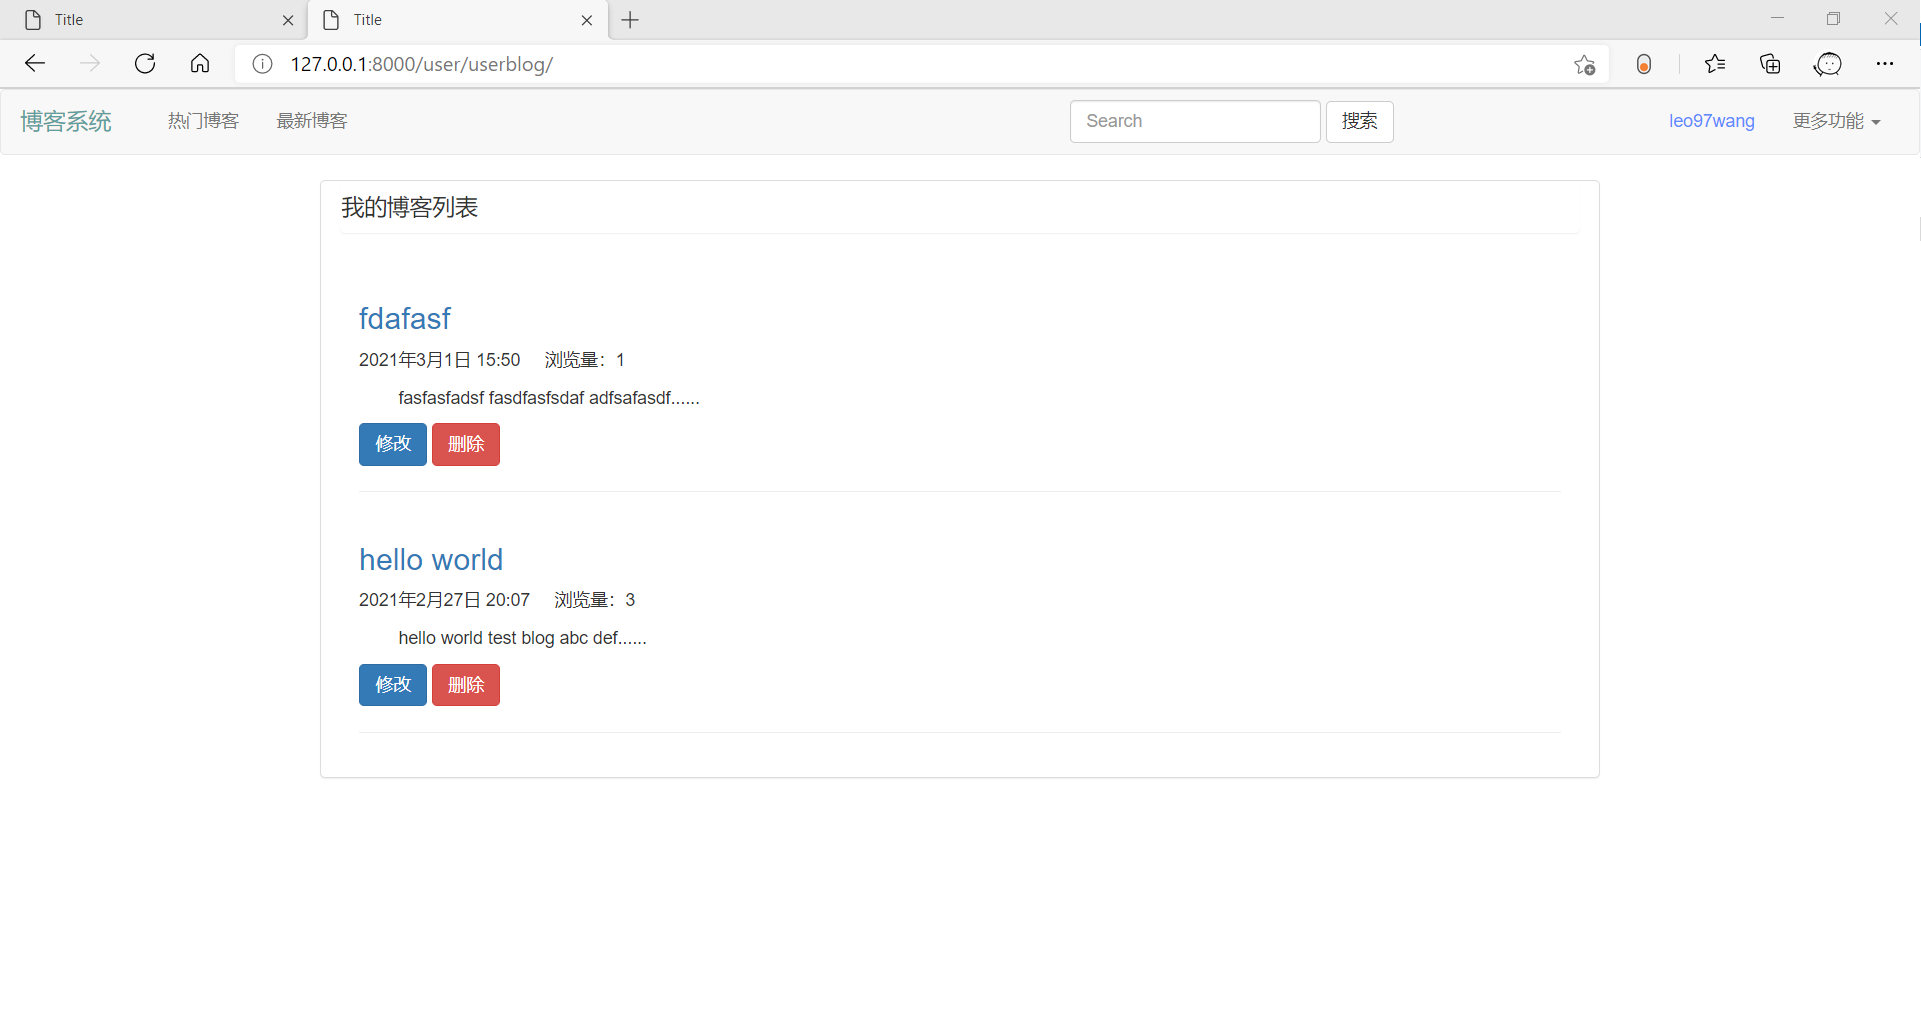 Title
Title
127.0.0.1:8000/user/userblog/
博客系统 热门博客 最新博客 Search 搜索 leo97wang 更多功能
我的博客列表
fdafasf
2021年3月1日 15:50 浏览量：1
fasfasfadsf fasdfasfsdaf adfsafasdf......
修改 删除
hello world
2021年2月27日 20:07 浏览量：3
hello world test blog abc def......
修改 删除